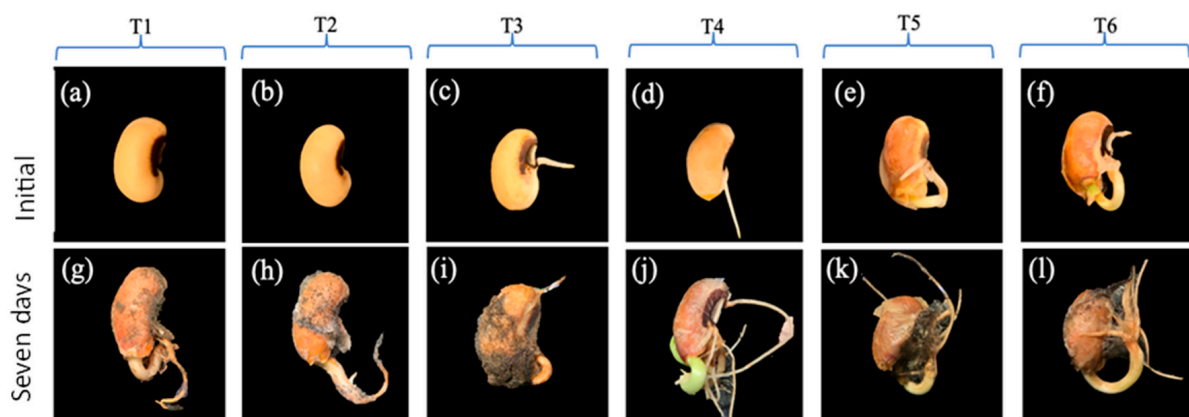 T1 T2 T3 T4 T5 T6
Initial
(a) (b) (c) (d) (e) (f)
Seven days
(g) (h) (i) (j) (k) (l)